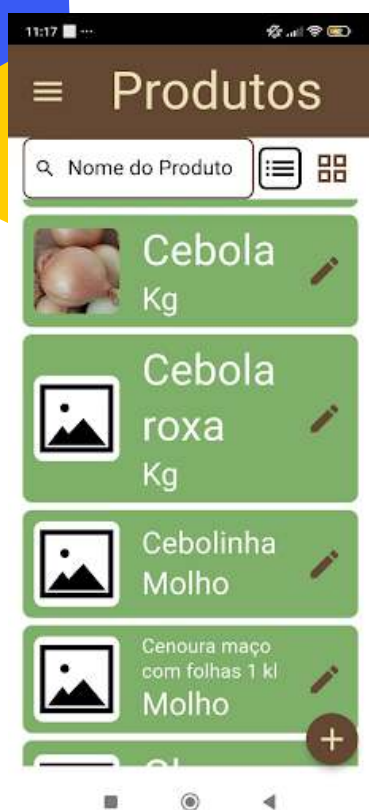 11:17
Produtos
Nome do Produto
Cebola
Kg
Cebola
roxa
Kg
Cebolinha
Molho
Cenoura maço
com folhas 1 kl
Molho